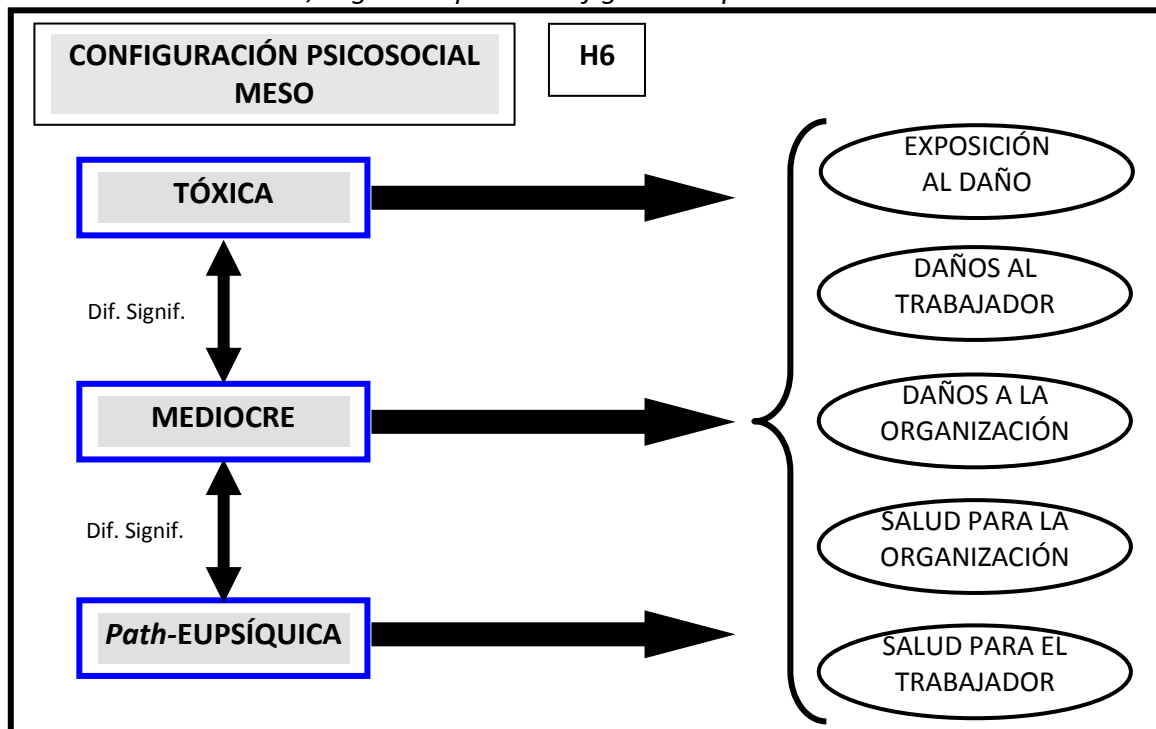 CONFIGURACIÓN PSICOSOCIAL
MESO
H6
TÓXICA
Dif. Signif.
MEDIOCRE
Dif. Signif.
Path-EUPSÍQUICA
EXPOSICIÓN
AL DAÑO
DAÑOS AL
TRABAJADOR
DAÑOS A LA
ORGANIZACIÓN
SALUD PARA LA
ORGANIZACIÓN
SALUD PARA EL
TRABAJADOR